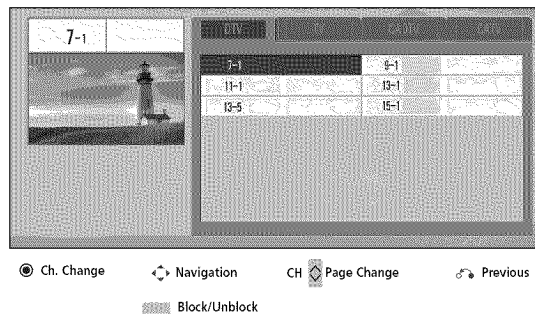 7-1
DTV TV
7-1 9-1
11-1 13-1
13-5 15-1
Ch. Change Navigation CH Page Change Previous
Block/Unblock